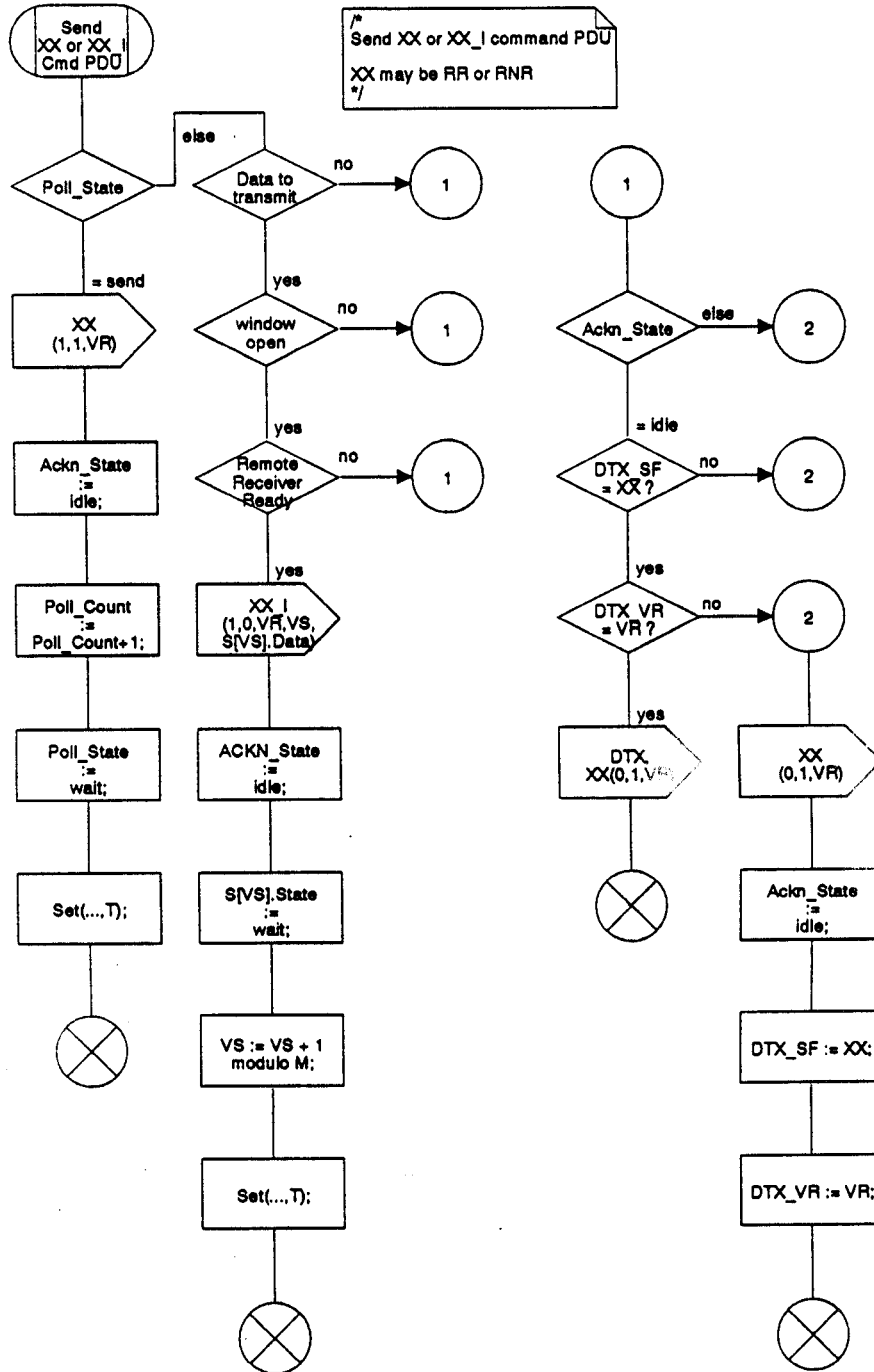 Send
XX or XX_I
Cmd PDU
/*
Send XX or XX_I command PDU
XX may be RR or RNR
*/
else
Poll_State
Data to
transmit
no
1
1
= send
yes
XX
(1,1,VR)
window
open
no
1
Ackn_State
else
2
yes
= idle
Ackn_State
:=
idle;
Remote
Receiver
Ready
no
1
DTX_SF
= XX ?
no
2
yes
yes
Poll_Count
:=
Poll_Count+1;
XX_I
(1,0,VR,VS,
S[VS].Data)
DTX_VR
= VR ?
no
2
yes
Poll_State
:=
wait;
ACKN_State
:=
idle;
DTX
XX(0,1,VR)
XX
(0,1,VR)
Set(...,T);
S[VS].State
:=
wait;
Ackn_State
:=
idle;
VS := VS + 1
modulo M;
DTX_SF := XX;
Set(...,T);
DTX_VR := VR;